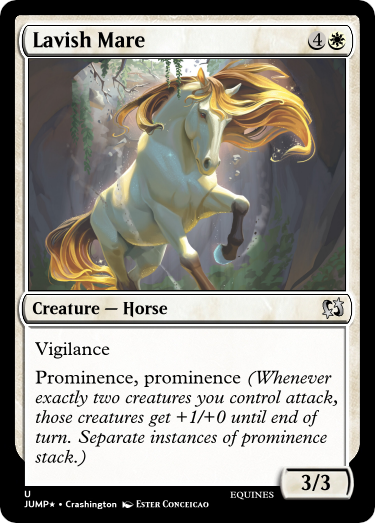 Lavish Mare 4
Creature — Horse
Vigilance
Prominence, prominence (Whenever
exactly two creatures you control attack,
those creatures get +1/+0 until end of
turn. Separate instances of prominence
stack.)
3/3
U
JUMP★ • Crashington Ester Conceicao
EQUINES